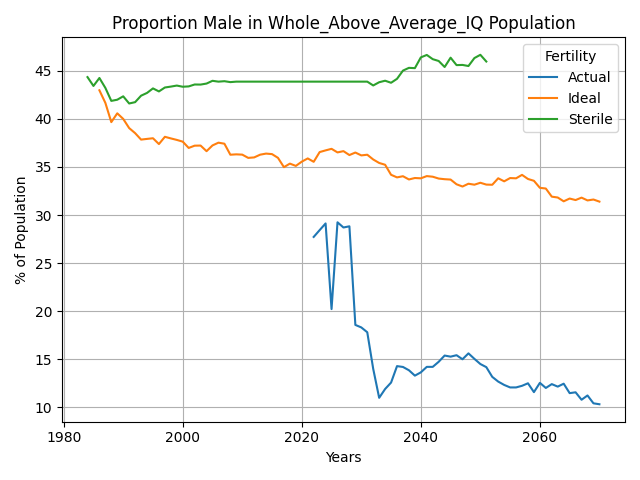 Proportion Male in Whole_Above_Average_IQ Population
Fertility
Actual
Ideal
Sterile
% of Population
45
40
35
30
25
20
15
10
1980
2000
2020
2040
2060
Years